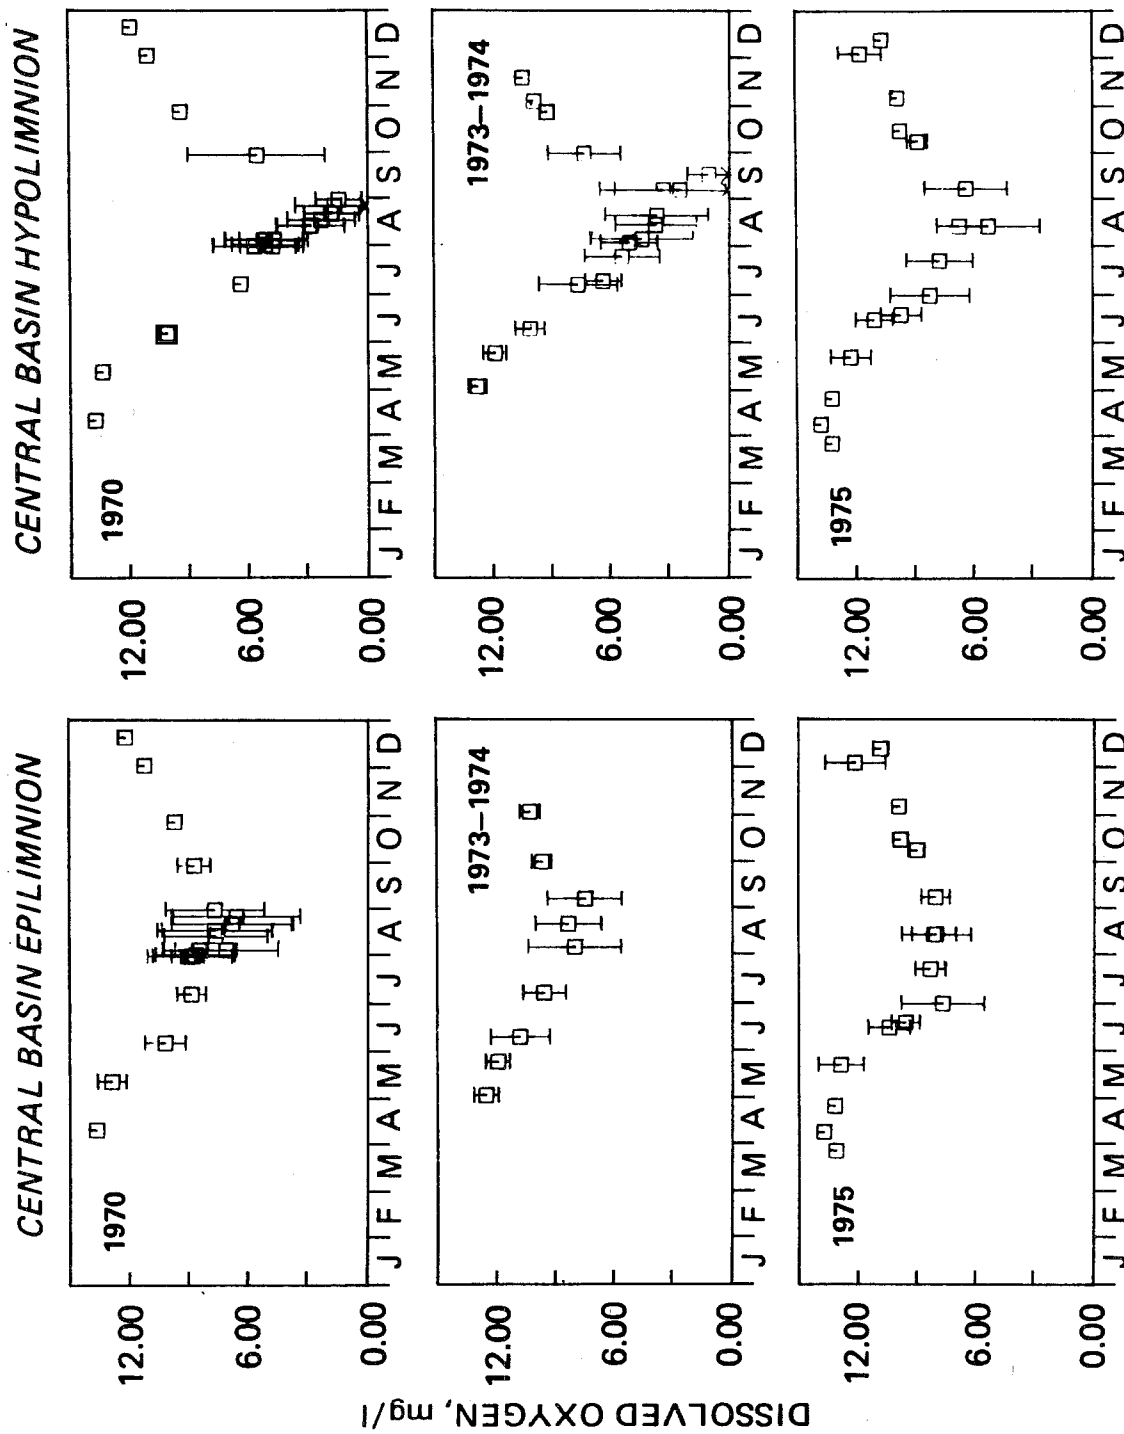 CENTRAL BASIN EPILIMNION
CENTRAL BASIN HYPOLIMNION
DISSOLVED OXYGEN, mg/l
12.00
6.00
0.00
1970
J F M A M J J A S O N D
12.00
6.00
0.00
1970
J F M A M J J A S O N D
12.00
6.00
0.00
1973–1974
J F M A M J J A S O N D
12.00
6.00
0.00
1973–1974
J F M A M J J A S O N D
12.00
6.00
0.00
1975
J F M A M J J A S O N D
12.00
6.00
0.00
1975
J F M A M J J A S O N D